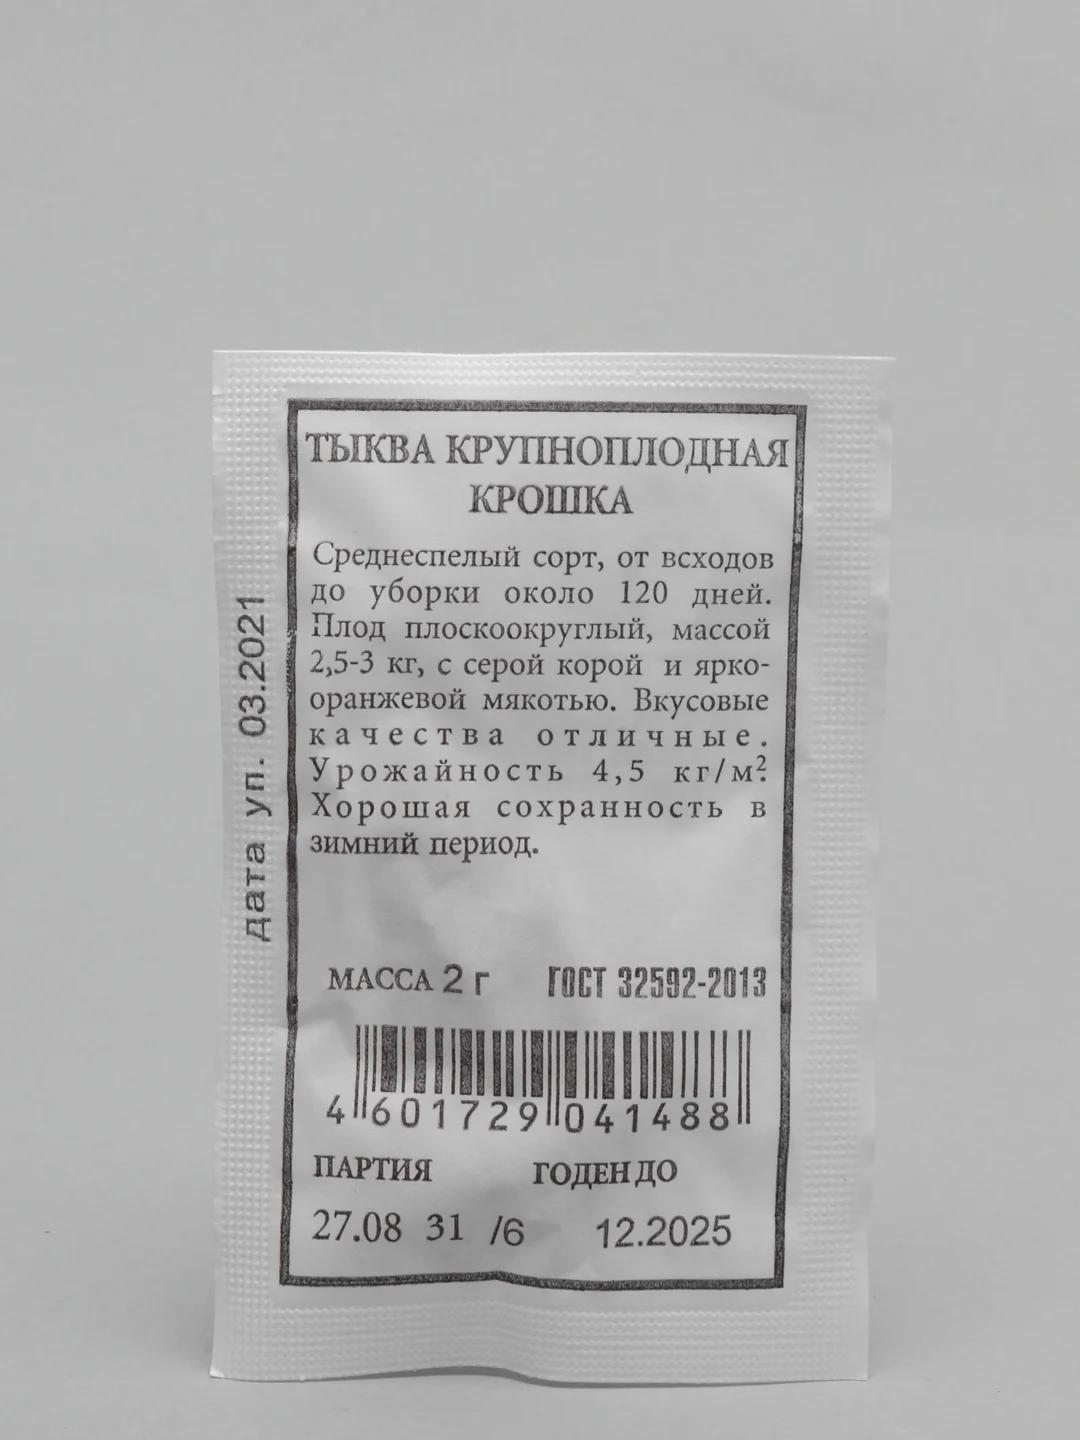 ТЫКВА КРУПНОПЛОДНАЯ
КРОШКА
Среднеспелый сорт, от всходов
до уборки около 120 дней.
Плод плоскоокруглый, массой
2,5-3 кг, с серой корой и ярко-
оранжевой мякотью. Вкусовые
качества отличные.
Урожайность 4,5 кг/м².
Хорошая сохранность в
зимний период.
дата уп. 03.2021
МАССА 2 г ГОСТ 32592-2013
4 601729 041488
ПАРТИЯ ГОДЕН ДО
27.08 31 /6 12.2025